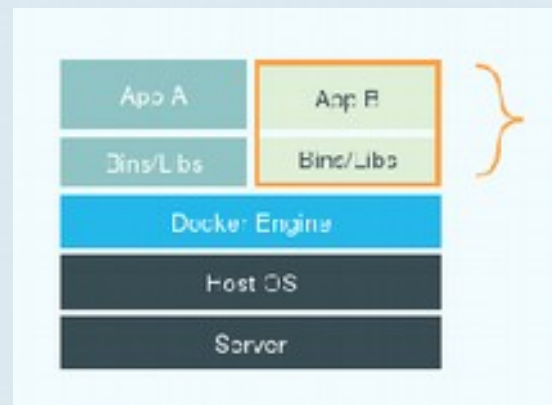 App A
App B
Bins/Libs
Bins/Libs
Docker Engine
Host OS
Server